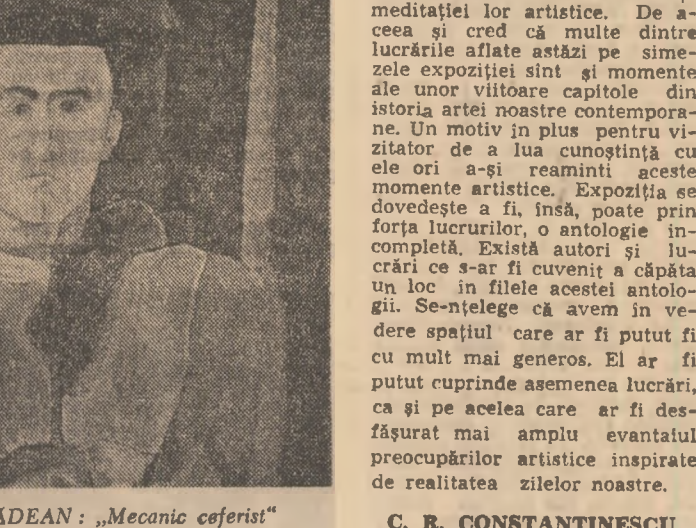 meditației lor artistice. De a-
ceea și cred că multe dintre
lucrările aflate astăzi pe sime-
zele expoziției sînt și momente
ale unor viitoare capitole din
istoria artei noastre contempora-
ne. Un motiv în plus pentru vi-
zitator de a lua cunoștință cu
ele ori a-și reaminti aceste
momente artistice. Expoziția se
dovedește a fi, însă, poate prin
forța lucrurilor, o antologie in-
completă. Există autori și lu-
crări ce s-ar fi cuvenit a căpăta
un loc în filele acestei antolo-
gii. Se-nțelege că avem în ve-
dere spațiul care ar fi putut fi
cu mult mai generos. El ar fi
putut cuprinde asemenea lucrări,
ca și pe acelea care ar fi des-
fășurat mai amplu evantaiul
preocupărilor artistice inspirate
de realitatea zilelor noastre.
C. R. CONSTANTINESCU
ĂDEAN : „Mecanic ceferist“